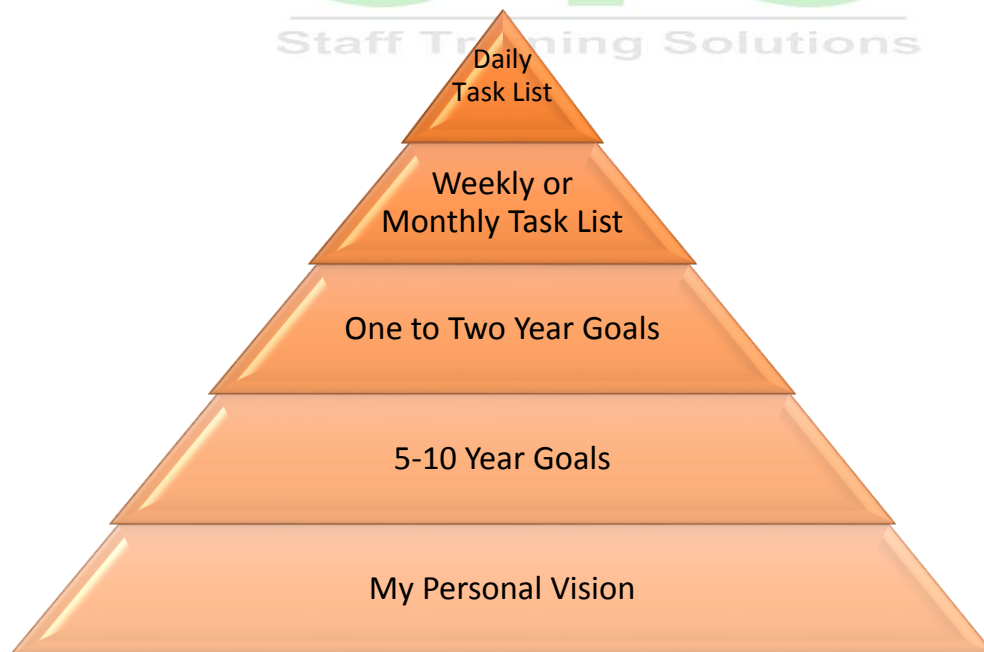 Staff Training Solutions
Daily
Task List
Weekly or
Monthly Task List
One to Two Year Goals
5-10 Year Goals
My Personal Vision